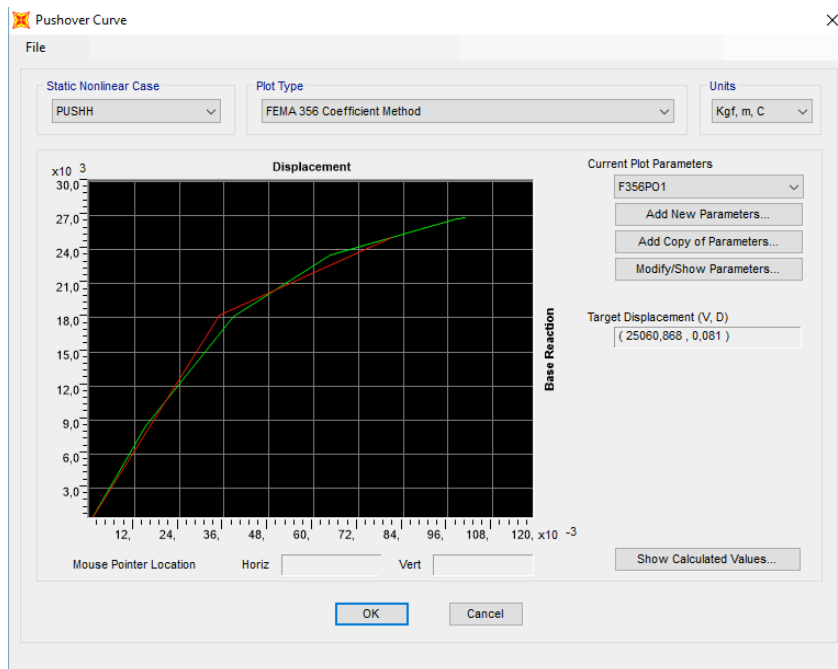 Pushover Curve
File
Static Nonlinear Case
PUSHH
Plot Type
FEMA 356 Coefficient Method
Units
Kgf, m, C
x10 3
Displacement
30,0
27,0
24,0
21,0
18,0
15,0
12,0
9,0
6,0
3,0
12, 24, 36, 48, 60, 72, 84, 96, 108, 120, x10 -3
Base Reaction
Mouse Pointer Location Horiz Vert
Current Plot Parameters
F356PO1
Add New Parameters...
Add Copy of Parameters...
Modify/Show Parameters...
Target Displacement (V, D)
( 25060,868 , 0,081 )
Show Calculated Values...
OK
Cancel